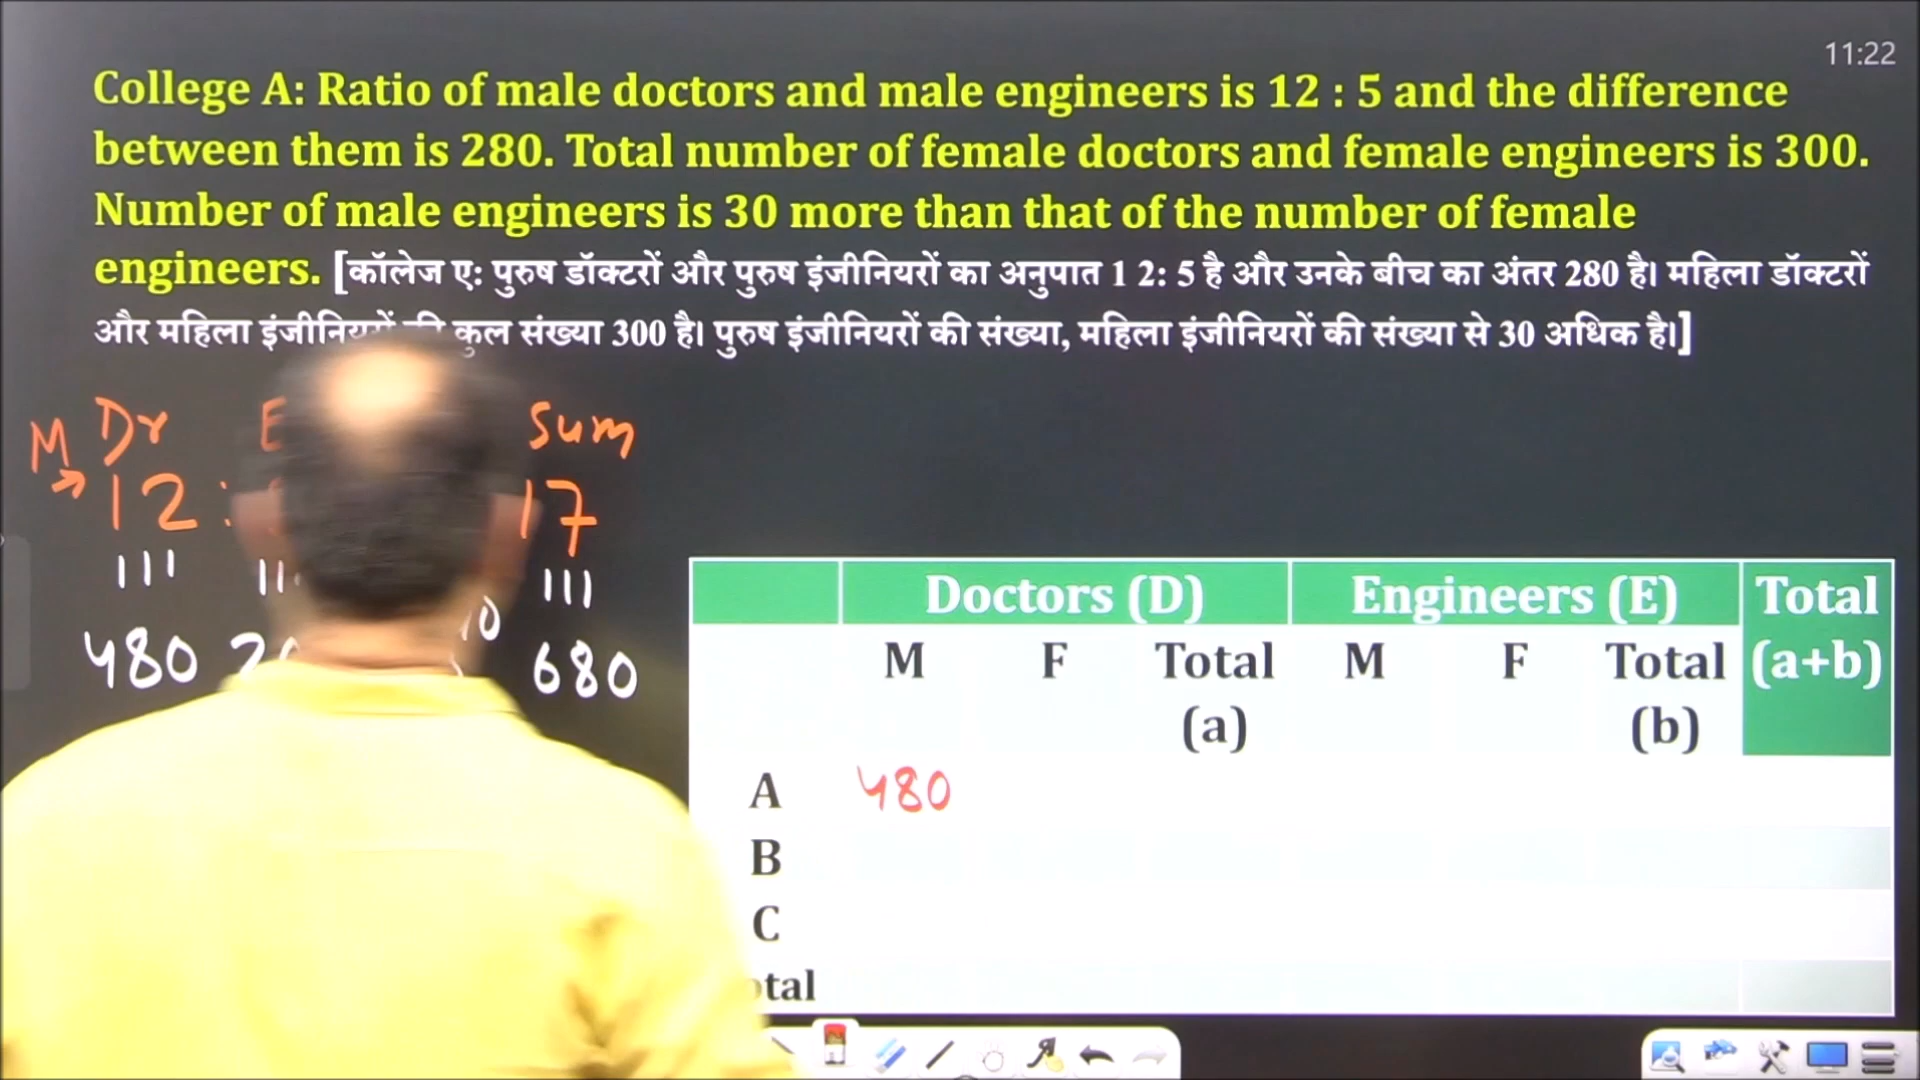 11:22
College A: Ratio of male doctors and male engineers is 12 : 5 and the difference
between them is 280. Total number of female doctors and female engineers is 300.
Number of male engineers is 30 more than that of the number of female
engineers. [कॉलेज ए: पुरुष डॉक्टरों और पुरुष इंजीनियरों का अनुपात 1 2: 5 है और उनके बीच का अंतर 280 है। महिला डॉक्टरों
और महिला कुल संख्या 300 है। पुरुष इंजीनियरों की संख्या, महिला इंजीनियरों की संख्या से 30 अधिक है।]
M Dr Sum
→ 12 : 17
480 680
Doctors (D) Engineers (E) Total
M F Total M F Total (a+b)
(a) (b)
A 480
B
C